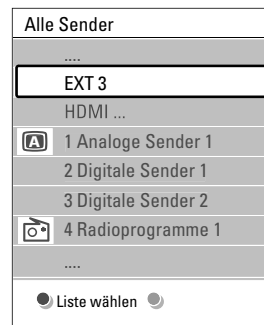 Alle Sender
....
EXT 3
HDMI ...
A 1 Analoge Sender 1
2 Digitale Sender 1
3 Digitale Sender 2
4 Radioprogramme 1
....
Liste wählen